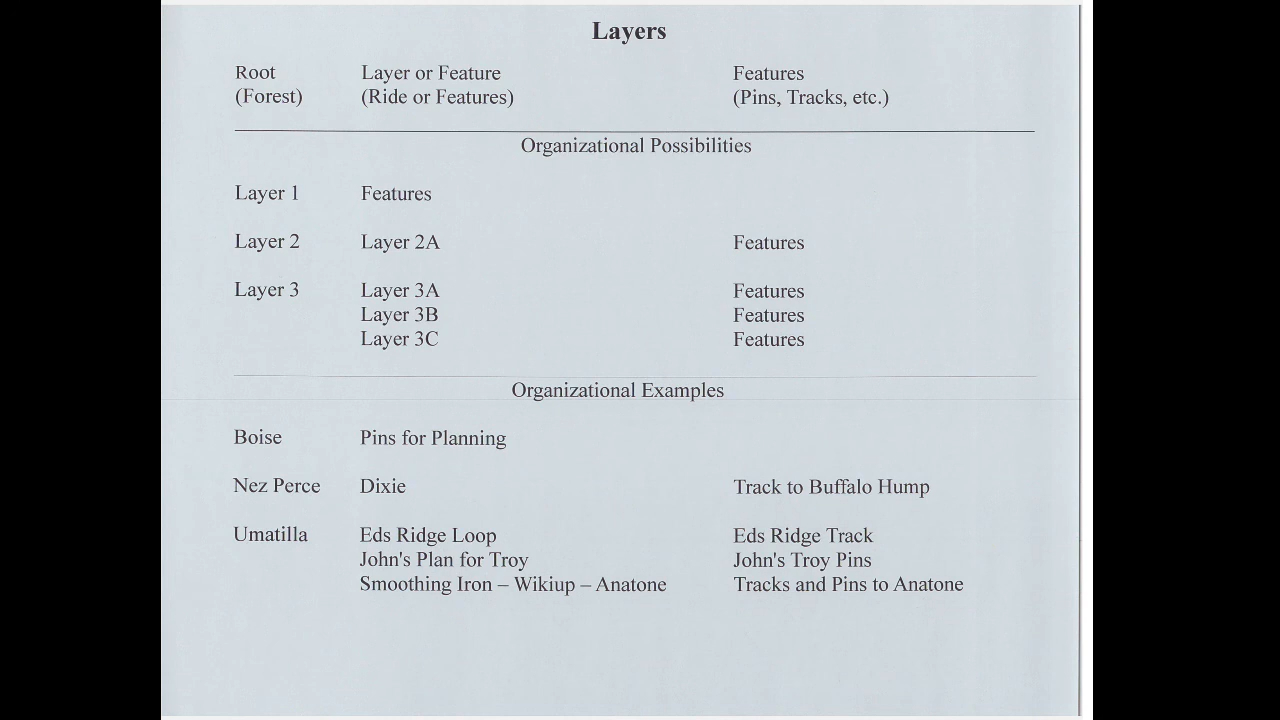 Layers
Root Layer or Feature Features
(Forest) (Ride or Features) (Pins, Tracks, etc.)
Organizational Possibilities
Layer 1 Features
Layer 2 Layer 2A Features
Layer 3 Layer 3A Features
Layer 3B Features
Layer 3C Features
Organizational Examples
Boise Pins for Planning
Nez Perce Dixie Track to Buffalo Hump
Umatilla Eds Ridge Loop Eds Ridge Track
John's Plan for Troy John's Troy Pins
Smoothing Iron – Wikiup – Anatone Tracks and Pins to Anatone